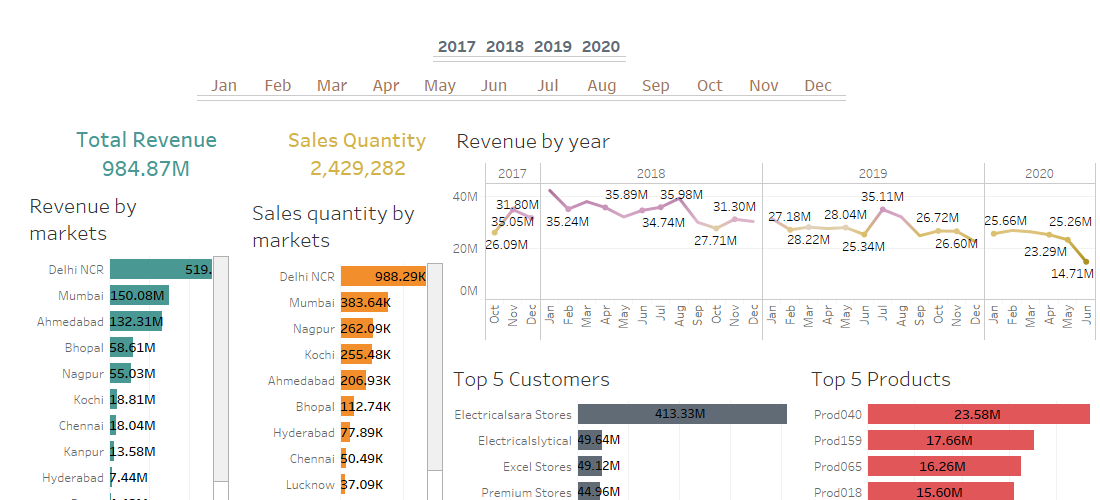 2017 2018 2019 2020
Jan Feb Mar Apr May Jun Jul Aug Sep Oct Nov Dec
Total Revenue
984.87M
Revenue by
markets
Delhi NCR 519.
Mumbai 150.08M
Ahmedabad 132.31M
Bhopal 58.61M
Nagpur 55.03M
Kochi 18.81M
Chennai 18.04M
Kanpur 13.58M
Hyderabad 7.44M
Sales Quantity
2,429,282
Sales quantity by
markets
Delhi NCR 988.29K
Mumbai 383.64K
Nagpur 262.09K
Kochi 255.48K
Ahmedabad 206.93K
Bhopal 112.74K
Hyderabad 77.89K
Chennai 50.49K
Lucknow 37.09K
Revenue by year
2017 2018 2019 2020
40M
20M
0M
26.09M
35.05M
31.80M
35.24M
35.89M
34.74M
35.98M
27.71M
31.30M
27.18M
28.22M
28.04M
25.34M
35.11M
26.72M
26.60M
25.66M
23.29M
25.26M
14.71M
Oct Nov Dec Jan Feb Mar Apr May Jun Jul Aug Sep Oct Nov Dec Jan Feb Mar Apr May Jun Jul Aug Sep Oct Nov Dec Jan Feb Mar Apr May Jun
Top 5 Customers
Electricalsara Stores 413.33M
Electricalslytical 49.64M
Excel Stores 49.12M
Premium Stores 44.96M
Top 5 Products
Prod040 23.58M
Prod159 17.66M
Prod065 16.26M
Prod018 15.60M